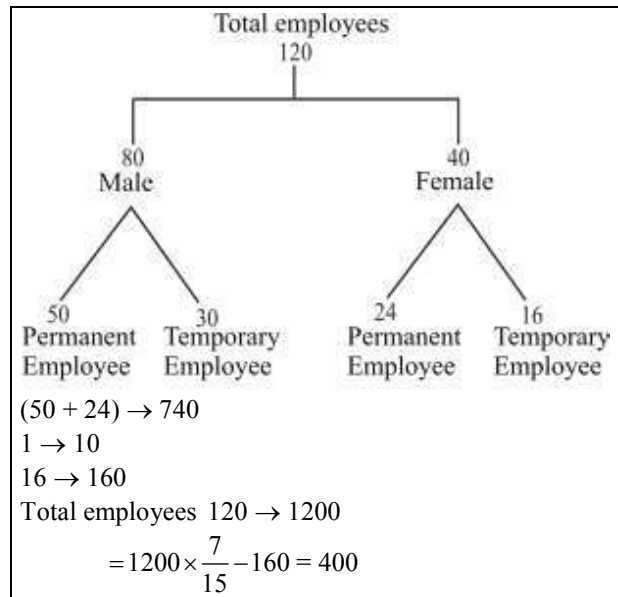 Total employees
120
80 40
Male Female
50 30 24 16
Permanent Temporary Permanent Temporary
Employee Employee Employee Employee
(50 + 24) → 740
1 → 10
16 → 160
Total employees 120 → 1200
= 1200 × 7/15 − 160 = 400